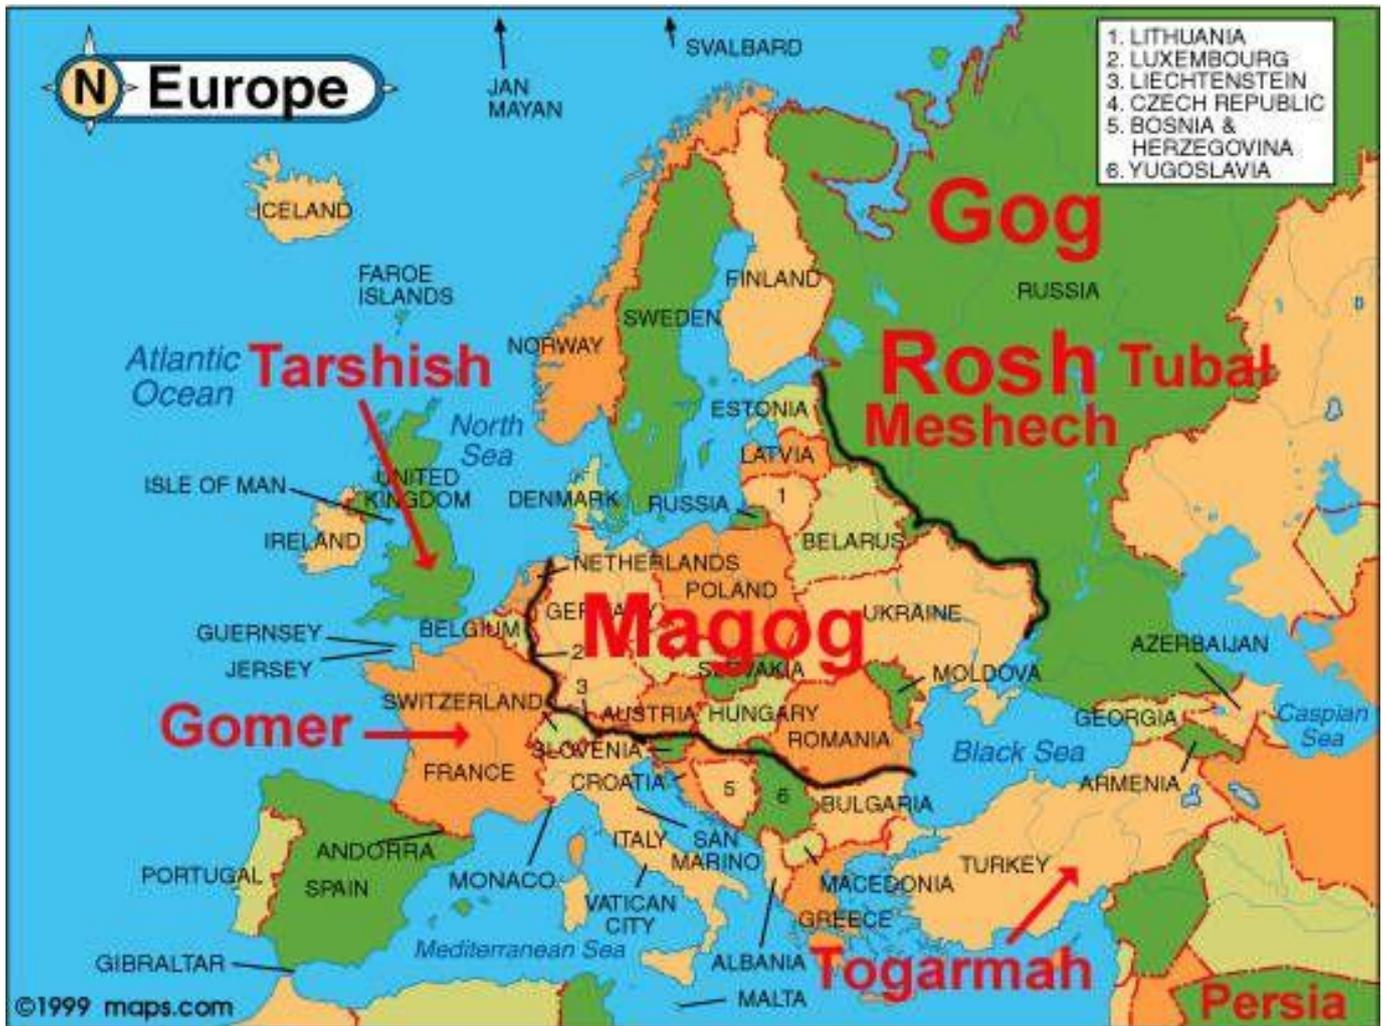 N Europe
JAN
MAYAN
SVALBARD
1. LITHUANIA
2. LUXEMBOURG
3. LIECHTENSTEIN
4. CZECH REPUBLIC
5. BOSNIA &
HERZEGOVINA
6. YUGOSLAVIA
ICELAND
Gog
FAROE
ISLANDS
FINLAND
RUSSIA
SWEDEN
NORWAY
Atlantic
Ocean
Tarshish
Rosh Tubal
Meshech
North
Sea
ESTONIA
LATVIA
ISLE OF MAN
UNITED
KINGDOM
DENMARK
RUSSIA
1
IRELAND
BELARUS
NETHERLANDS
POLAND
GERMANY
Magog
UKRAINE
GUERNSEY
BELGIUM
JERSEY
2
SLOVAKIA
MOLDOVA
AZERBAIJAN
3
SWITZERLAND
AUSTRIA
HUNGARY
GEORGIA
Caspian
Sea
Gomer
SLOVENIA
ROMANIA
Black Sea
FRANCE
CROATIA
5
6
BULGARIA
ARMENIA
ANDORRA
ITALY
SAN
MARINO
PORTUGAL
SPAIN
MONACO
VATICAN
CITY
MACEDONIA
TURKEY
GREECE
Mediterranean Sea
GIBRALTAR
ALBANIA
Togarmah
MALTA
Persia
©1999 maps.com